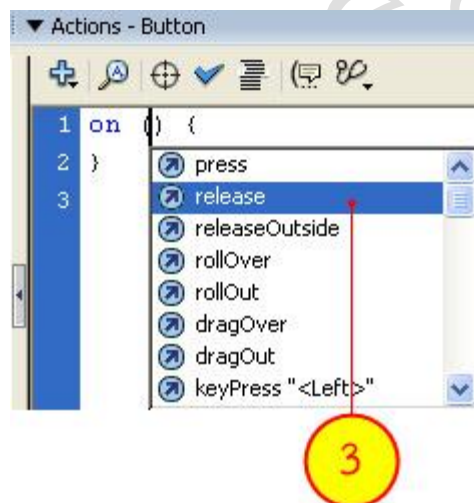 Actions - Button
1 on () {
2 }
3
press
release
releaseOutside
rollOver
rollOut
dragOver
dragOut
keyPress "<Left>"
3